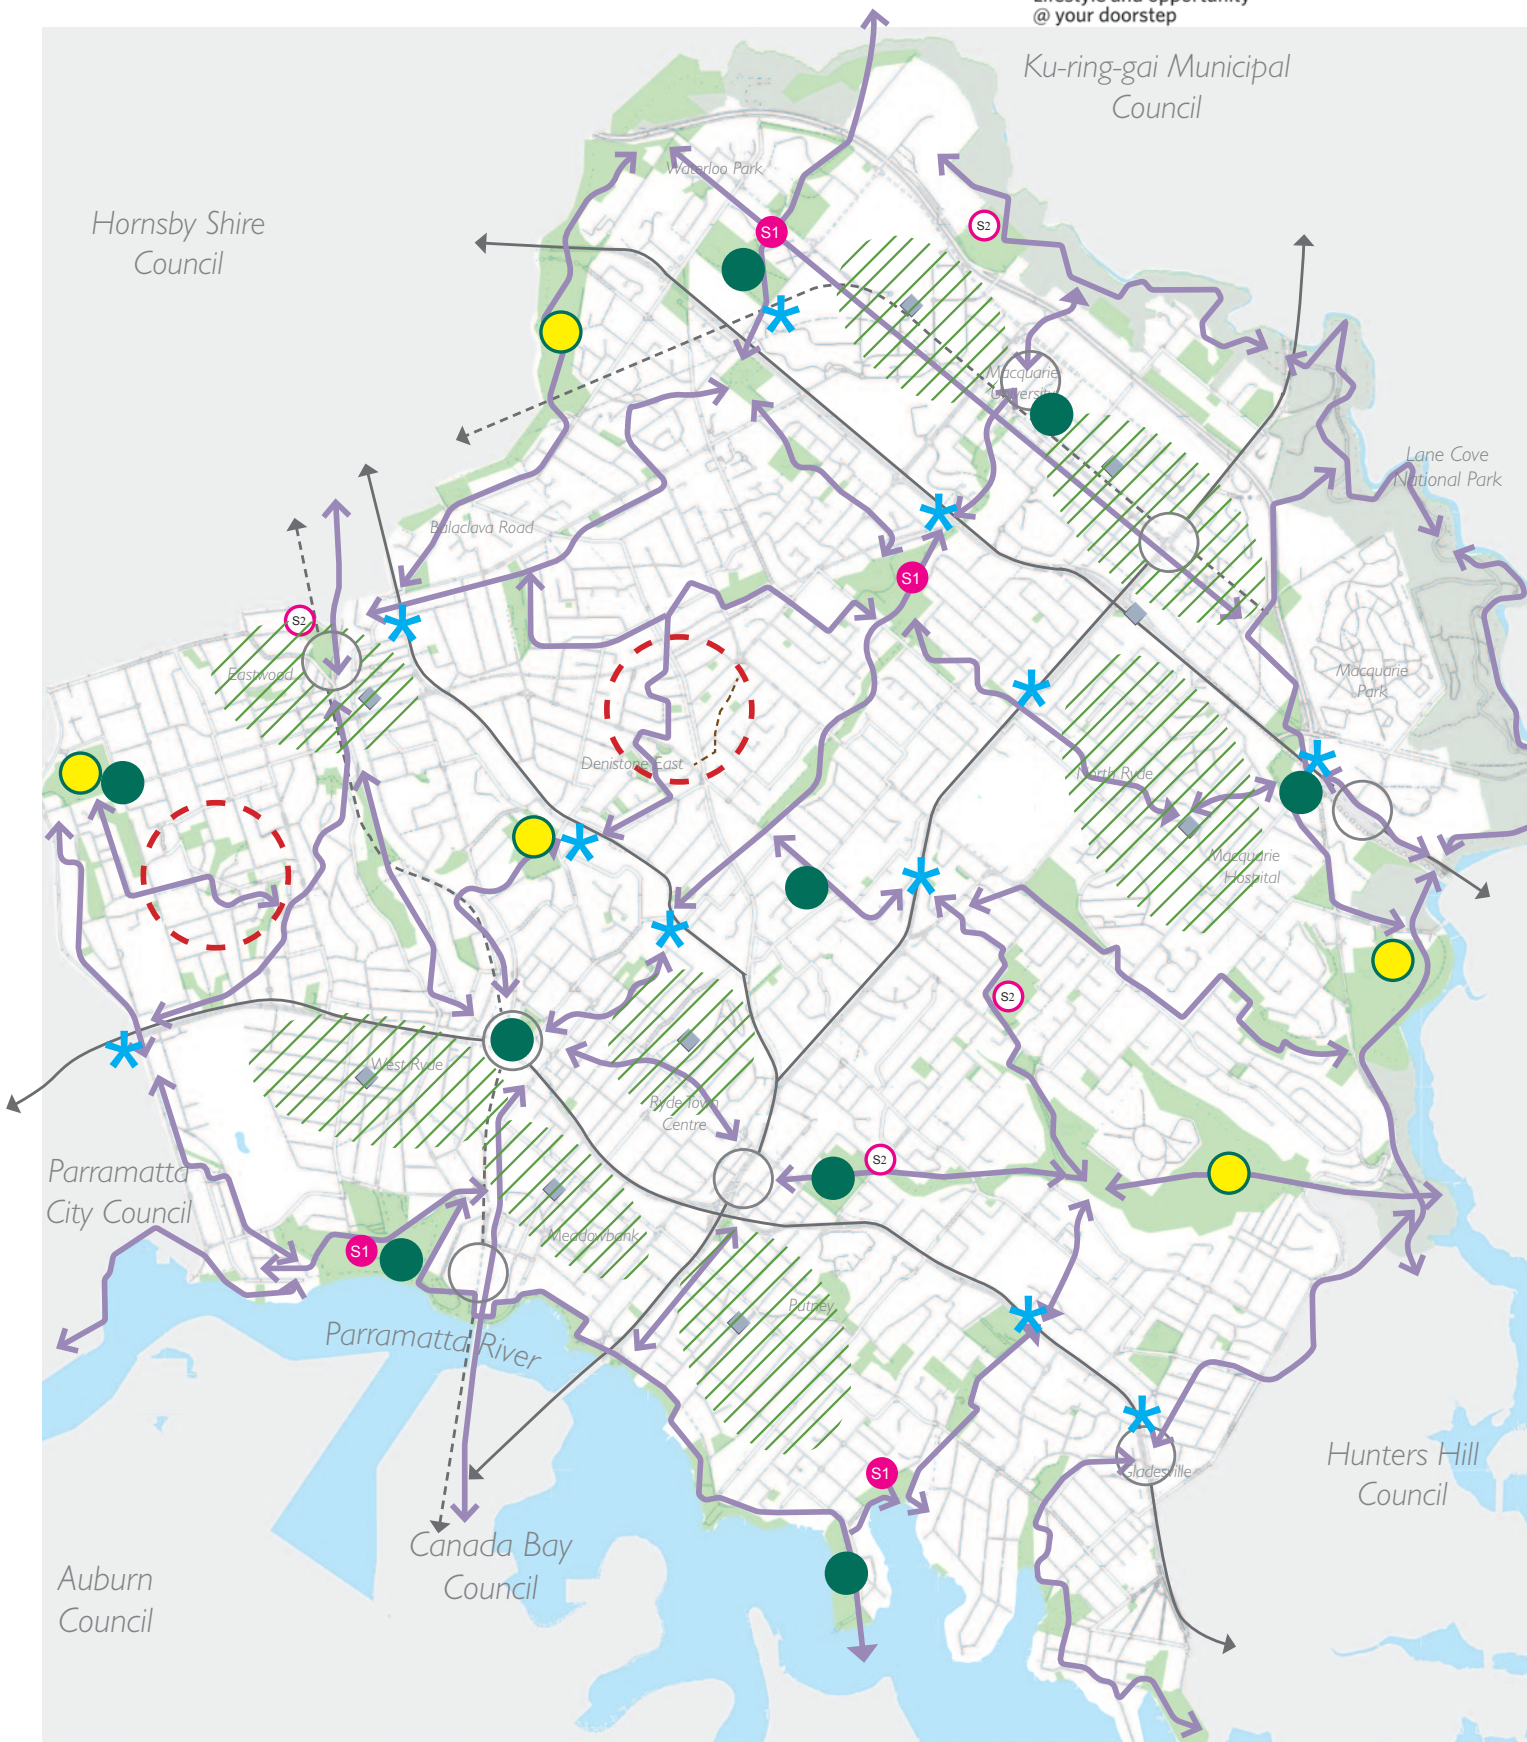 @ your doorstep
Ku-ring-gai Municipal
Council
Waterloo Park
Hornsby Shire
Council
S2
S1
Macquarie
University
Lane Cove
National Park
Balaclava Road
S1
S2
Eastwood
Macquarie
Park
Denistone East
North Ryde
Macquarie
Hospital
S2
West Ryde
Ryde Town
Centre
S2
Parramatta
City Council
Meadowbank
S1
Putney
Parramatta River
Hunters Hill
Council
S1
Gladesville
Canada Bay
Council
Auburn
Council